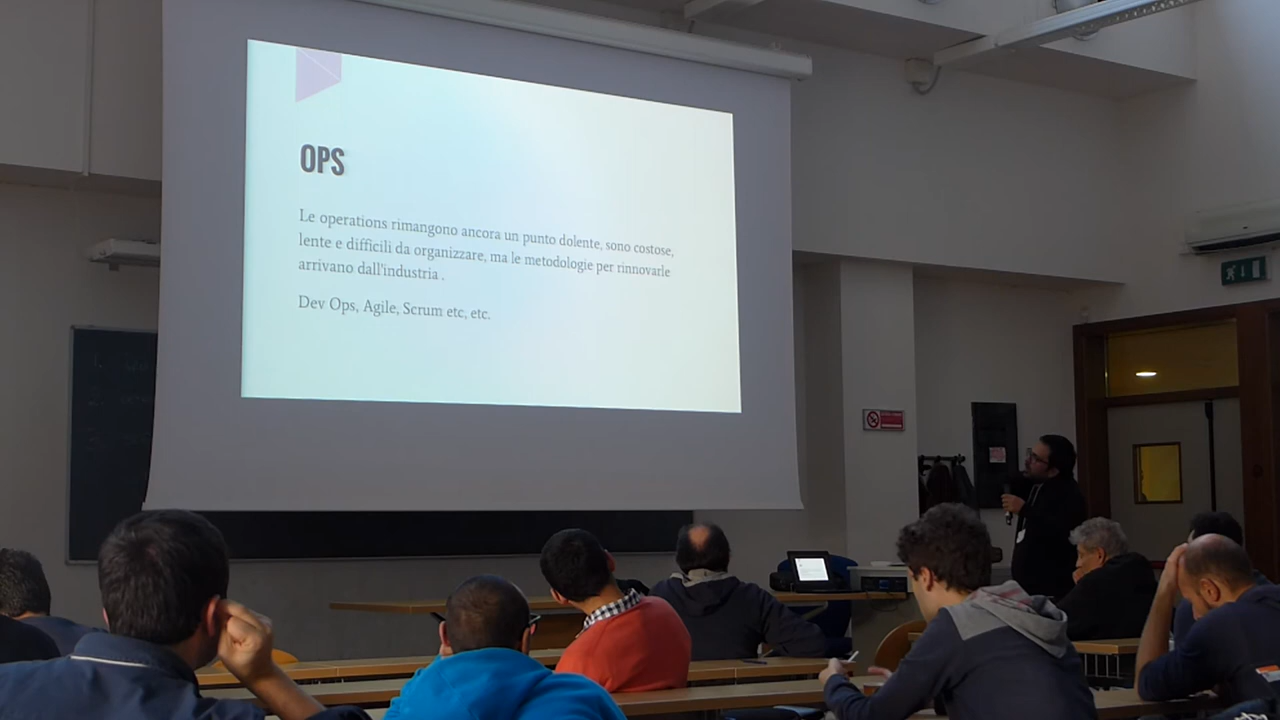 OPS
Le operations rimangono ancora un punto dolente, sono costose,
lente e difficili da organizzare, ma le metodologie per rinnovarle
arrivano dall'industria .
Dev Ops, Agile, Scrum etc, etc.